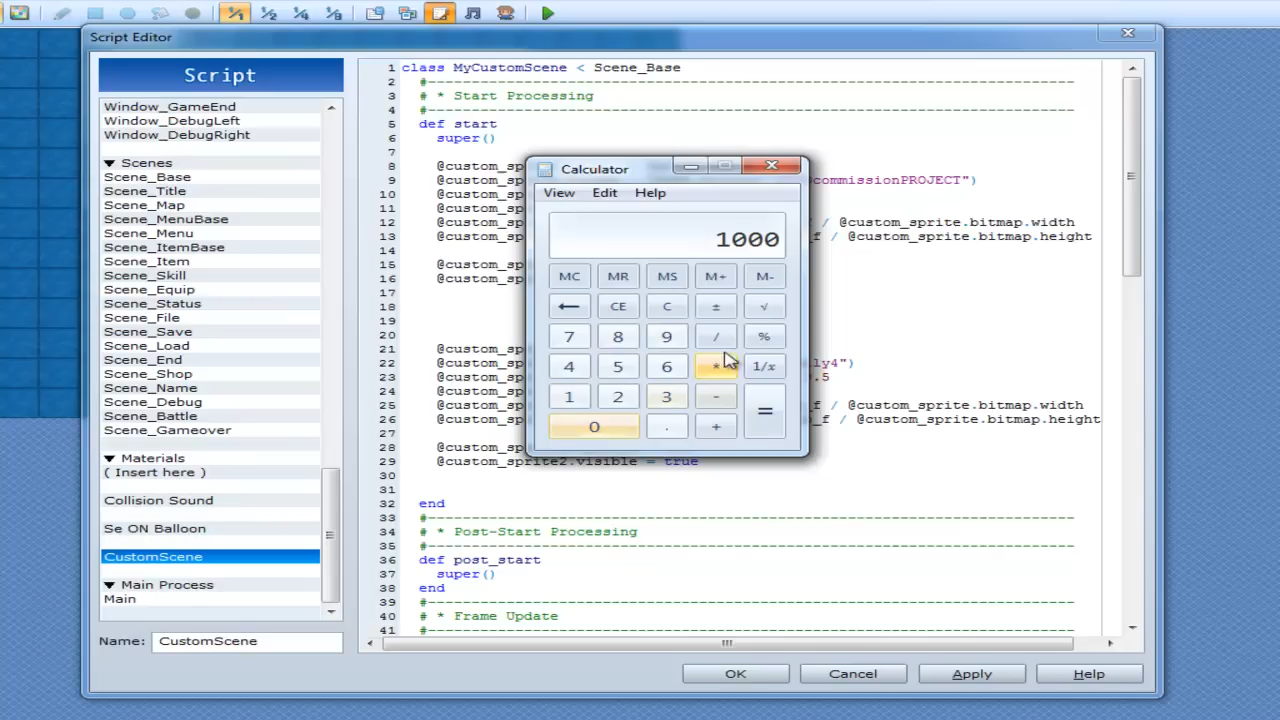 Script Editor
Script
Window_GameEnd
Window_DebugLeft
Window_DebugRight
Scenes
Scene_Base
Scene_Title
Scene_Map
Scene_MenuBase
Scene_Menu
Scene_ItemBase
Scene_Item
Scene_Skill
Scene_Equip
Scene_Status
Scene_File
Scene_Save
Scene_Load
Scene_End
Scene_Shop
Scene_Name
Scene_Debug
Scene_Battle
Scene_Gameover
Materials
( Insert here )
Collision Sound
Se ON Balloon
CustomScene
Main Process
Main
Name: CustomScene
1 class MyCustomScene < Scene_Base
2 #------------------------------------------------------------------------
3 # * Start Processing
4 #------------------------------------------------------------------------
5 def start
6 super()
7
8 @custom_sp
9 @custom_sp commissionPROJECT")
10 @custom_sp
11 @custom_sp
12 @custom_sp f / @custom_sprite.bitmap.width
13 @custom_sp _f / @custom_sprite.bitmap.height
14
15 @custom_sp
16 @custom_sp
17
18
19
20
21 @custom_sp
22 @custom_sp ly4")
23 @custom_sp .5
24 @custom_sp
25 @custom_sp _f / @custom_sprite.bitmap.width
26 @custom_sp _f / @custom_sprite.bitmap.height
27
28 @custom_sp
29 @custom_sprite2.visible = true
30
31
32 end
33 #------------------------------------------------------------------------
34 # * Post-Start Processing
35 #------------------------------------------------------------------------
36 def post_start
37 super()
38 end
39 #------------------------------------------------------------------------
40 # * Frame Update
41 #------------------------------------------------------------------------
Calculator
View Edit Help
1000
MC MR MS M+ M-
← CE C ± √
7 8 9 / %
4 5 6 * 1/x
1 2 3 - =
0 . +
OK Cancel Apply Help